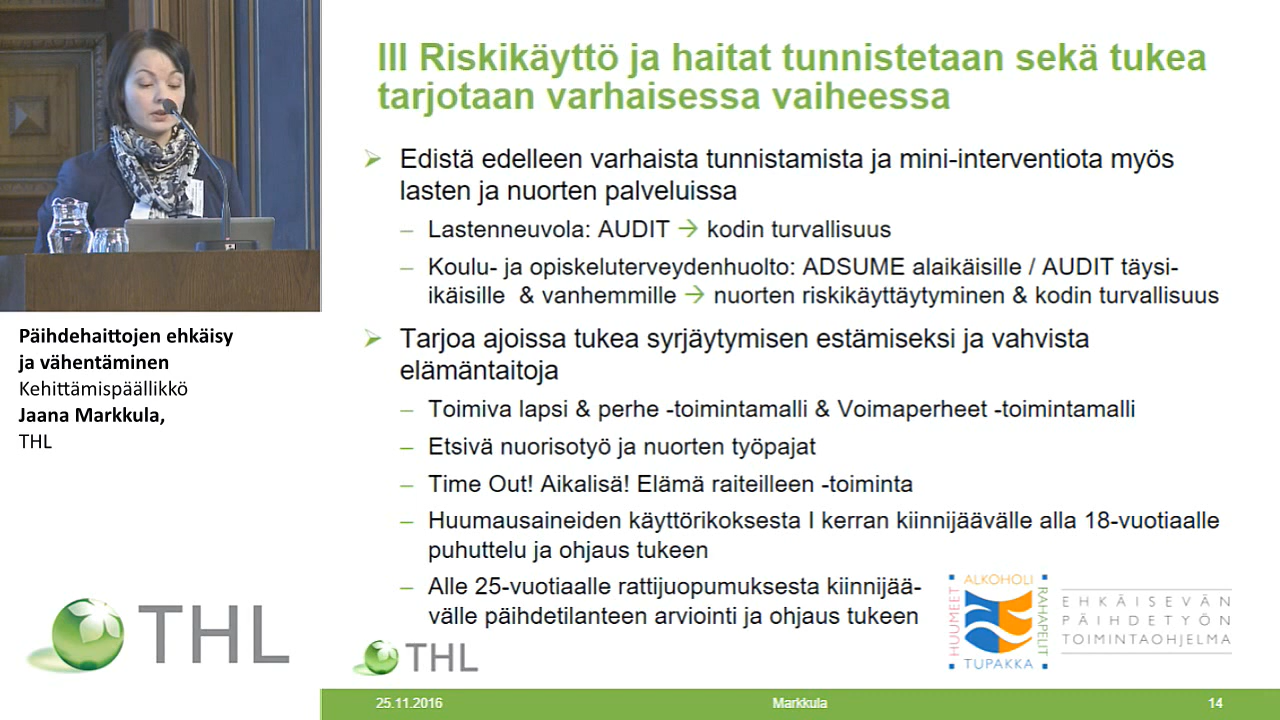 III Riskikäyttö ja haitat tunnistetaan sekä tukea
tarjotaan varhaisessa vaiheessa
Edistä edelleen varhaista tunnistamista ja mini-interventiota myös
lasten ja nuorten palveluissa
– Lastenneuvola: AUDIT → kodin turvallisuus
– Koulu- ja opiskeluterveydenhuolto: ADSUME alaikäisille / AUDIT täysi-
ikäisille & vanhemmille → nuorten riskikäyttäytyminen & kodin turvallisuus
Tarjoa ajoissa tukea syrjäytymisen estämiseksi ja vahvista
elämäntaitoja
– Toimiva lapsi & perhe -toimintamalli & Voimaperheet -toimintamalli
– Etsivä nuorisotyö ja nuorten työpajat
– Time Out! Aikalisä! Elämä raiteilleen -toiminta
– Huumausaineiden käyttörikoksesta I kerran kiinnijäävälle alla 18-vuotiaalle
puhuttelu ja ohjaus tukeen
– Alle 25-vuotiaalle rattijuopumuksesta kiinnijää-
välle päihdetilanteen arviointi ja ohjaus tukeen
Päihdehaittojen ehkäisy
ja vähentäminen
Kehittämispäällikkö
Jaana Markkula,
THL
THL
THL
ALKOHOLI
HUUMEET
RAHAPELIT
TUPAKKA
EHKÄISEVÄN
PÄIHDETYÖN
TOIMINTAOHJELMA
25.11.2016
Markkula
14